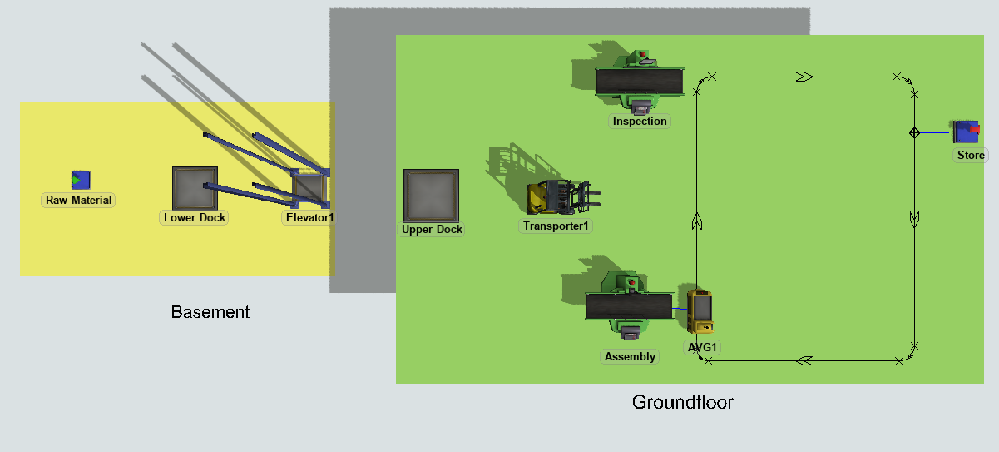 Inspection
Store
Raw Material
Lower Dock
Elevator1
Upper Dock
Transporter1
Basement
Assembly
AVG1
Groundfloor